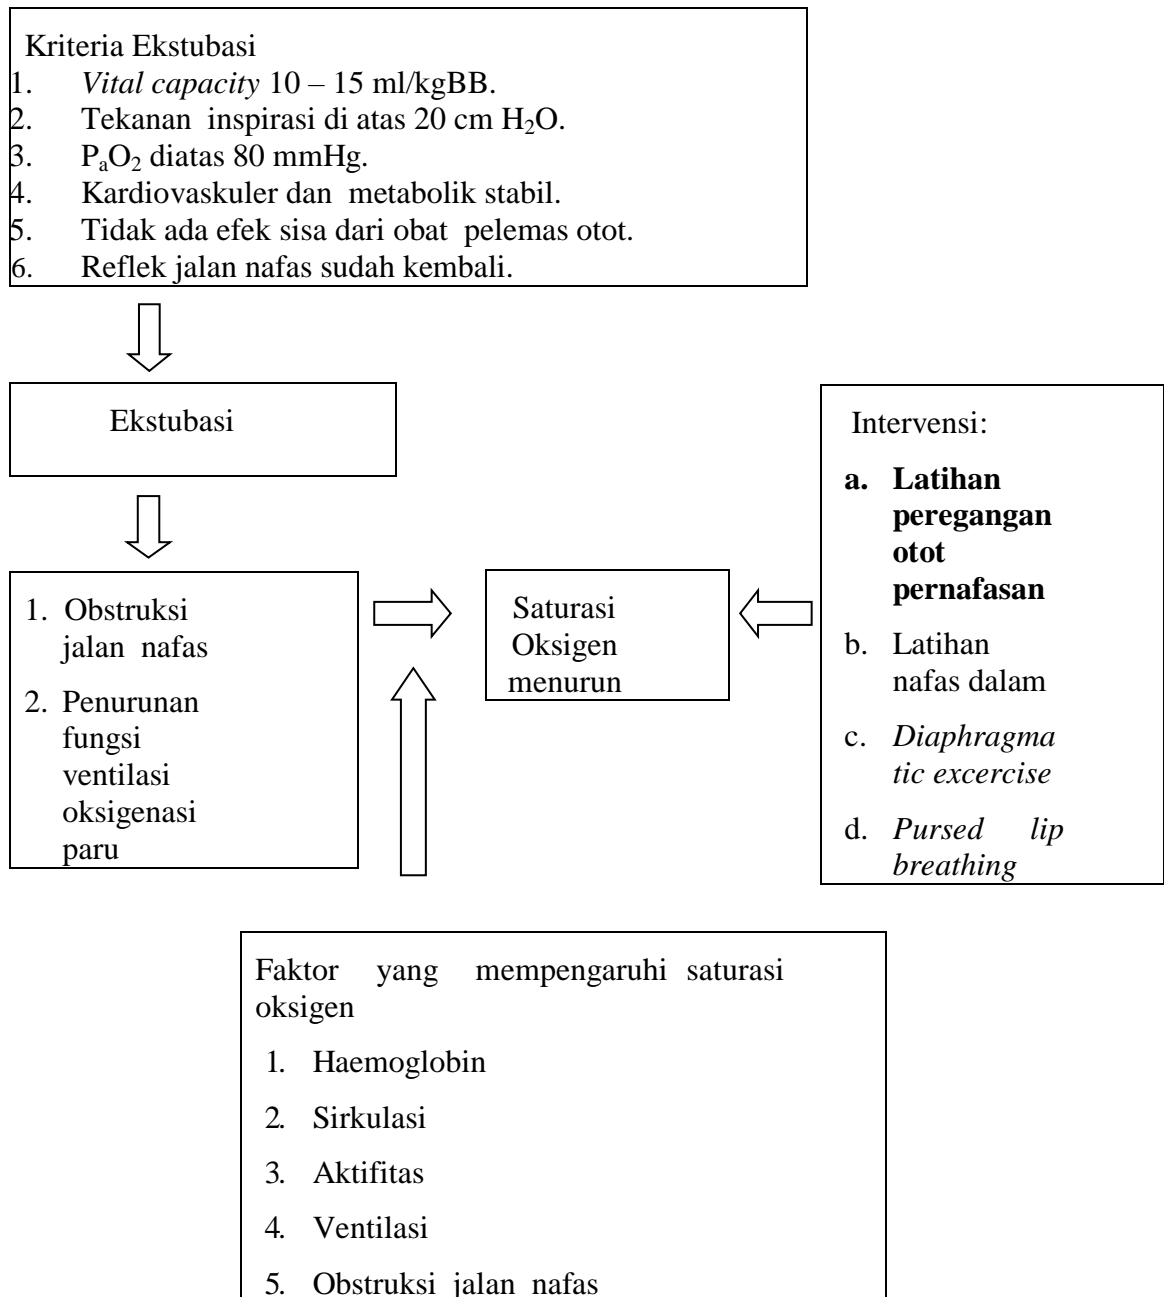 Kriteria Ekstubasi
1. Vital capacity 10 – 15 ml/kgBB.
2. Tekanan inspirasi di atas 20 cm H₂O.
3. PₐO₂ diatas 80 mmHg.
4. Kardiovaskuler dan metabolik stabil.
5. Tidak ada efek sisa dari obat pelemas otot.
6. Reflek jalan nafas sudah kembali.
Ekstubasi
1. Obstruksi
jalan nafas
2. Penurunan
fungsi
ventilasi
oksigenasi
paru
Saturasi
Oksigen
menurun
Intervensi:
a. Latihan
peregangan
otot
pernafasan
b. Latihan
nafas dalam
c. Diaphragma
tic excercise
d. Pursed lip
breathing
Faktor yang mempengaruhi saturasi
oksigen
1. Haemoglobin
2. Sirkulasi
3. Aktifitas
4. Ventilasi
5. Obstruksi jalan nafas